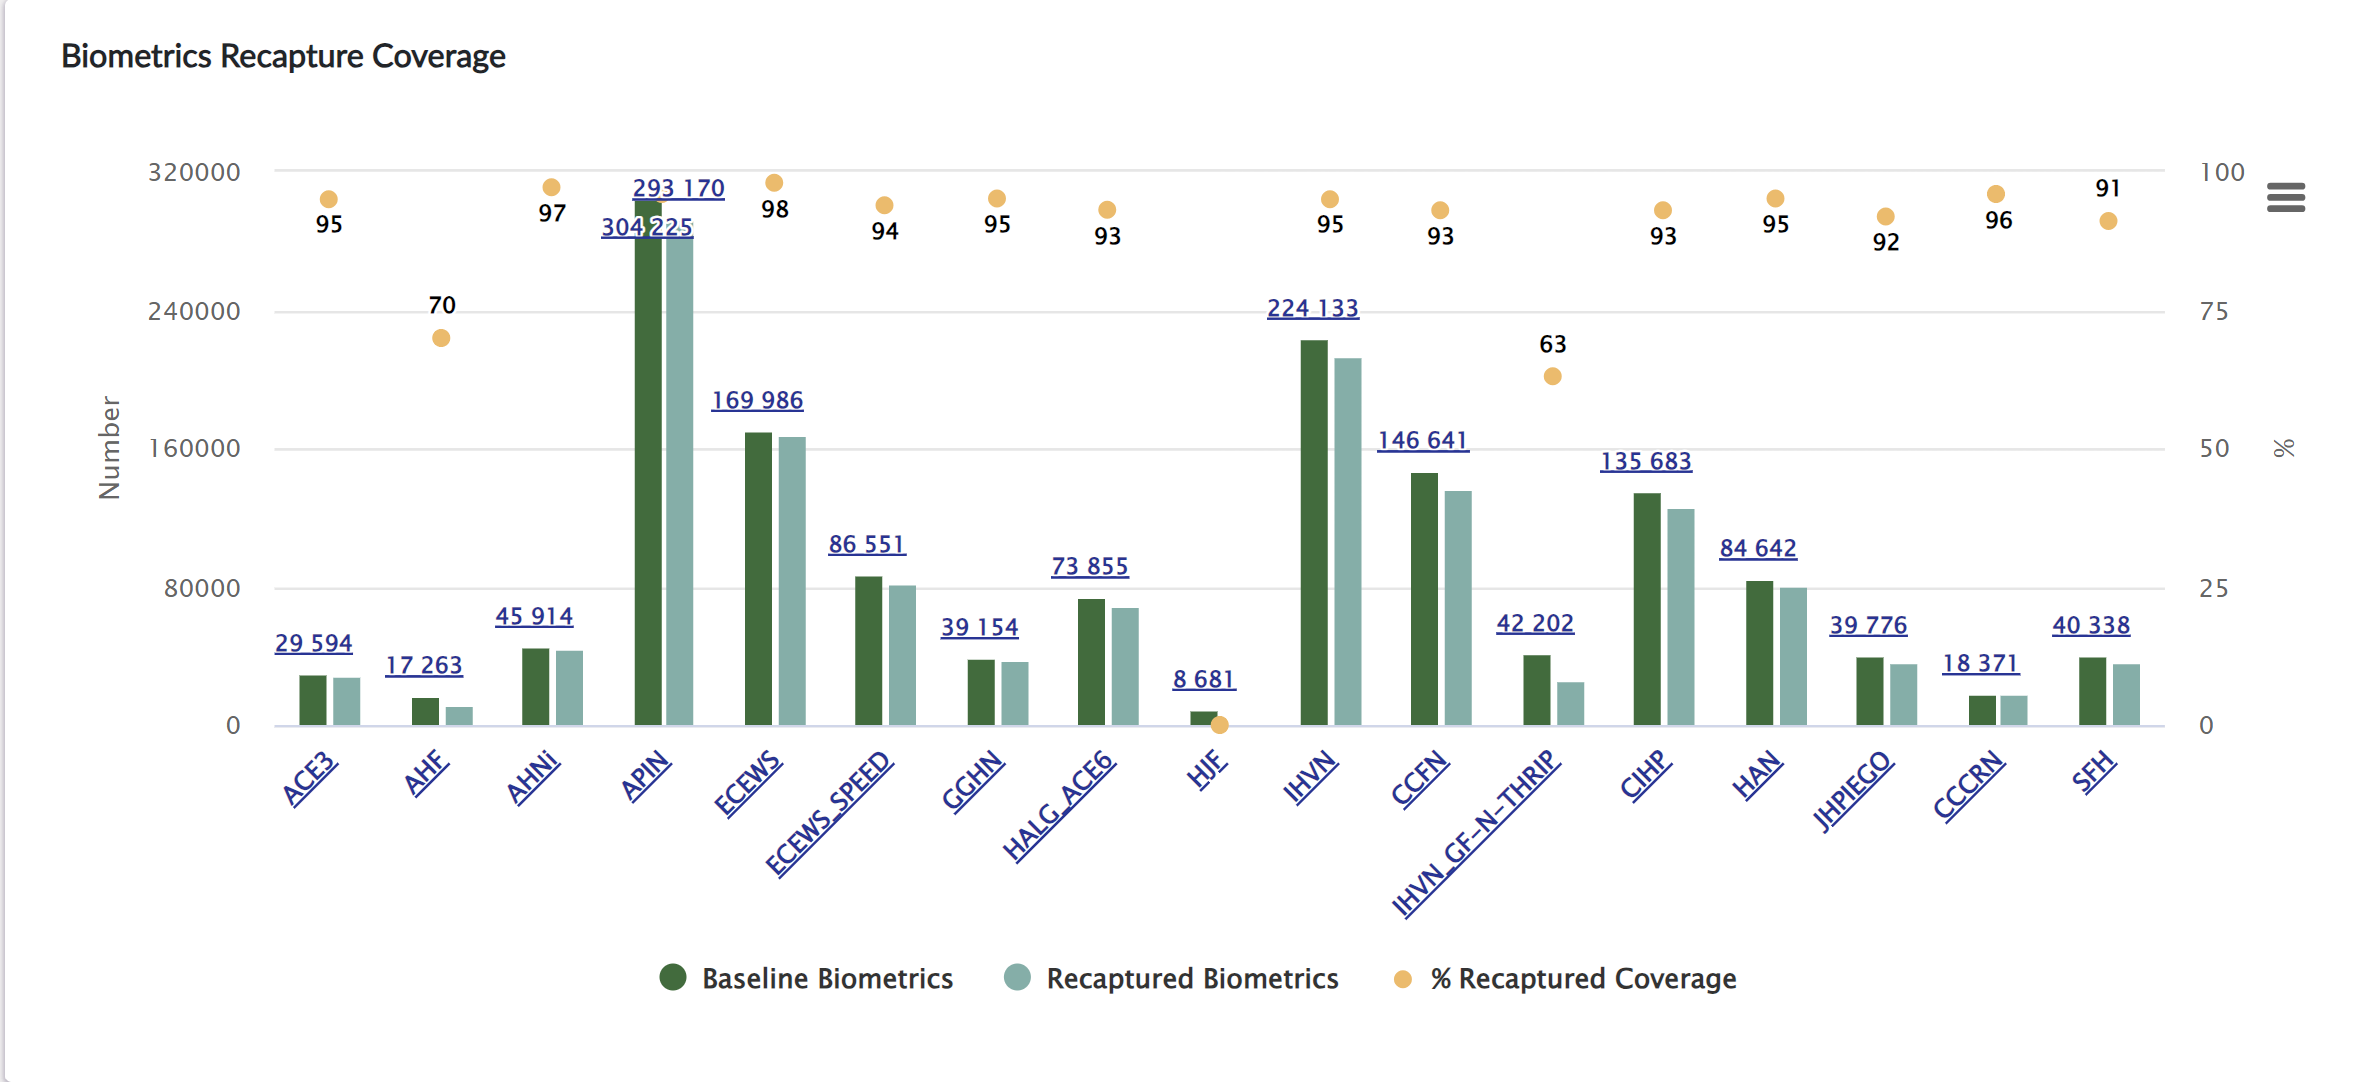 Biometrics Recapture Coverage
320000
240000
160000
80000
0
Number
100
75
50
25
0
%
95
70
97
98
94
95
93
95
93
63
93
95
92
96
91
29 594
17 263
45 914
293 170
304 225
169 986
86 551
39 154
73 855
8 681
224 133
146 641
42 202
135 683
84 642
39 776
18 371
40 338
ACE3
AHF
AHNi
APIN
ECEWS
ECEWS_SPEED
GGHN
HALG_ACE6
HJF
IHVN
CCFN
IHVN_GF-N-THRIP
CIHP
HAN
JHPIEGO
CCCRN
SFH
Baseline Biometrics
Recaptured Biometrics
% Recaptured Coverage